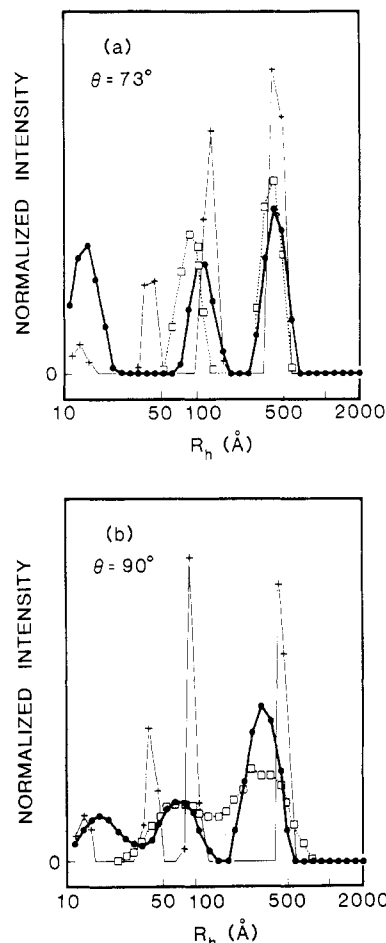 (a)
θ = 73°
NORMALIZED INTENSITY
0
10 50 100 500 2000
R_h (Å)
(b)
θ = 90°
NORMALIZED INTENSITY
0
10 50 100 500 2000
R_h (Å)